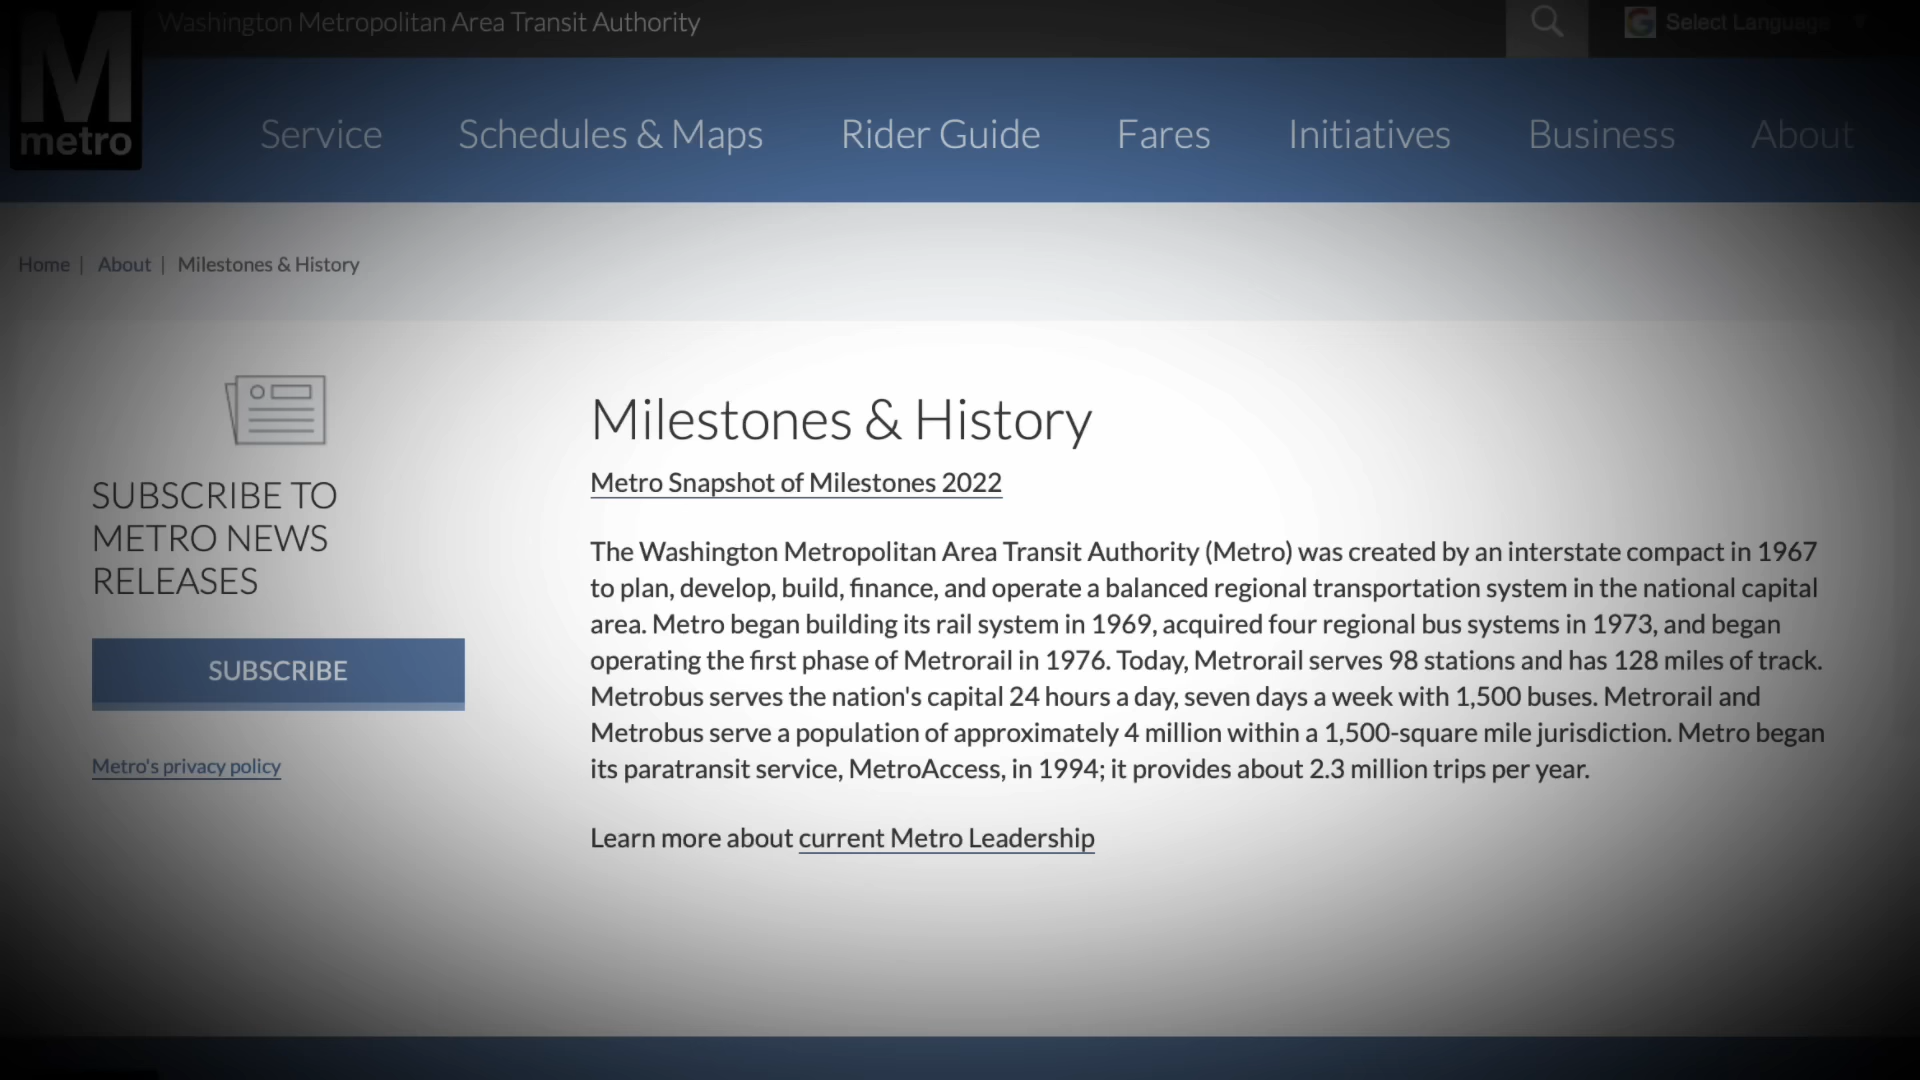 Washington Metropolitan Area Transit Authority
Select Language
M
metro
Service Schedules & Maps Rider Guide Fares Initiatives Business About
Home | About | Milestones & History
SUBSCRIBE TO
METRO NEWS
RELEASES
SUBSCRIBE
Metro's privacy policy
Milestones & History
Metro Snapshot of Milestones 2022
The Washington Metropolitan Area Transit Authority (Metro) was created by an interstate compact in 1967
to plan, develop, build, finance, and operate a balanced regional transportation system in the national capital
area. Metro began building its rail system in 1969, acquired four regional bus systems in 1973, and began
operating the first phase of Metrorail in 1976. Today, Metrorail serves 98 stations and has 128 miles of track.
Metrobus serves the nation's capital 24 hours a day, seven days a week with 1,500 buses. Metrorail and
Metrobus serve a population of approximately 4 million within a 1,500-square mile jurisdiction. Metro began
its paratransit service, MetroAccess, in 1994; it provides about 2.3 million trips per year.
Learn more about current Metro Leadership